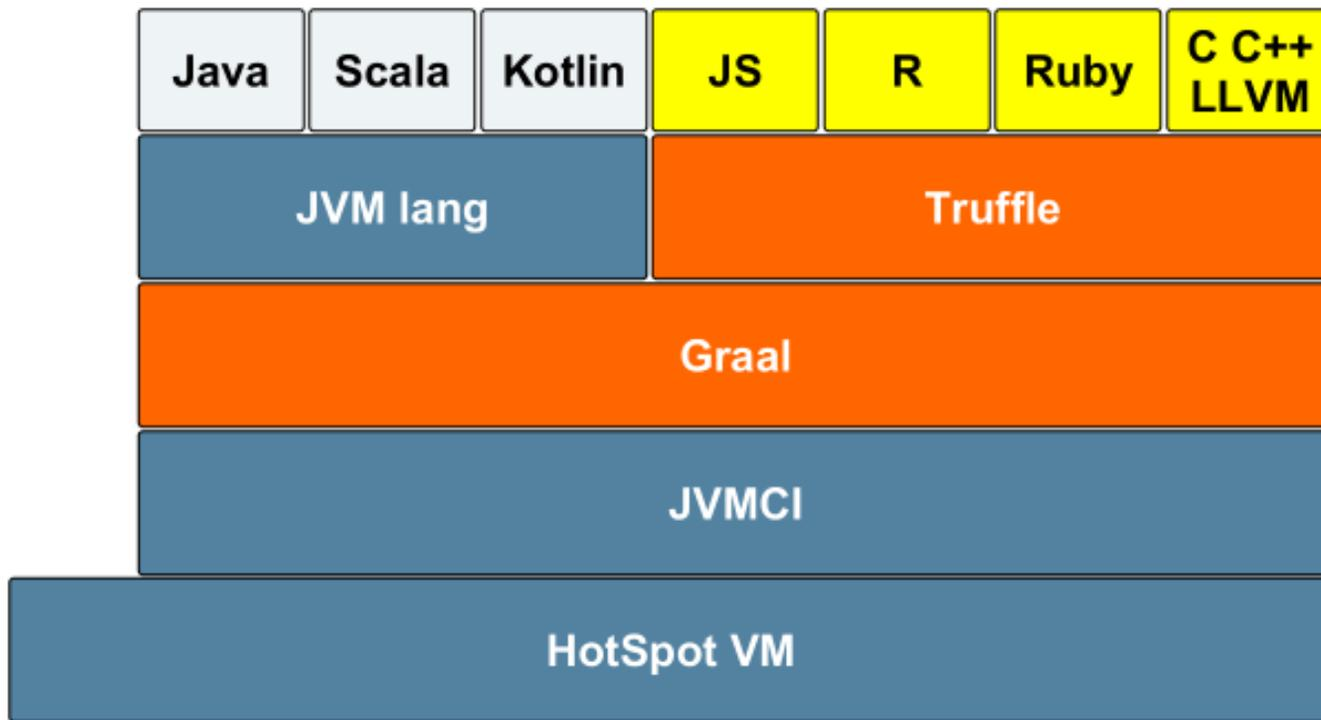 Java Scala Kotlin JS R Ruby C C++
LLVM
JVM lang Truffle
Graal
JVMCI
HotSpot VM